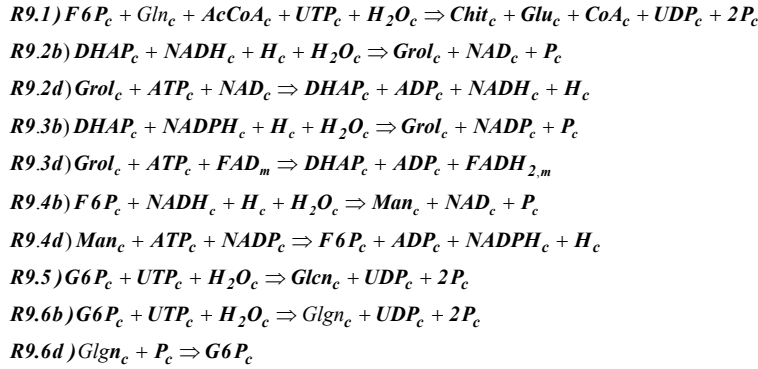 R9.1) F6P_c + Gln_c + AcCoA_c + UTP_c + H_2O_c ⇒ Chit_c + Glu_c + CoA_c + UDP_c + 2P_c
R9.2b) DHAP_c + NADH_c + H_c + H_2O_c ⇒ Grol_c + NAD_c + P_c
R9.2d) Grol_c + ATP_c + NAD_c ⇒ DHAP_c + ADP_c + NADH_c + H_c
R9.3b) DHAP_c + NADPH_c + H_c + H_2O_c ⇒ Grol_c + NADP_c + P_c
R9.3d) Grol_c + ATP_c + FAD_m ⇒ DHAP_c + ADP_c + FADH_{2,m}
R9.4b) F6P_c + NADH_c + H_c + H_2O_c ⇒ Man_c + NAD_c + P_c
R9.4d) Man_c + ATP_c + NADP_c ⇒ F6P_c + ADP_c + NADPH_c + H_c
R9.5) G6P_c + UTP_c + H_2O_c ⇒ Glcn_c + UDP_c + 2P_c
R9.6b) G6P_c + UTP_c + H_2O_c ⇒ Glgn_c + UDP_c + 2P_c
R9.6d) Glgn_c + P_c ⇒ G6P_c